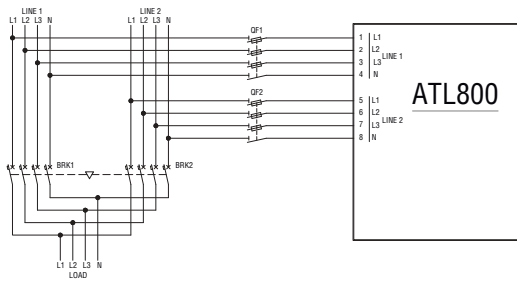 LINE 1
L1 L2 L3 N
LINE 2
L1 L2 L3 N
QF1
1 L1
2 L2
3 L3
4 N
LINE 1
QF2
5 L1
6 L2
7 L3
8 N
LINE 2
ATL800
BRK1
BRK2
L1 L2 L3 N
LOAD